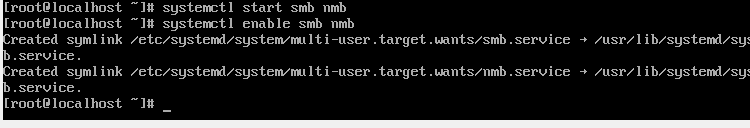 [root@localhost ~]# systemctl start smb nmb
[root@localhost ~]# systemctl enable smb nmb
Created symlink /etc/systemd/system/multi-user.target.wants/smb.service → /usr/lib/systemd/sys
b.service.
Created symlink /etc/systemd/system/multi-user.target.wants/nmb.service → /usr/lib/systemd/sys
b.service.
[root@localhost ~]# _